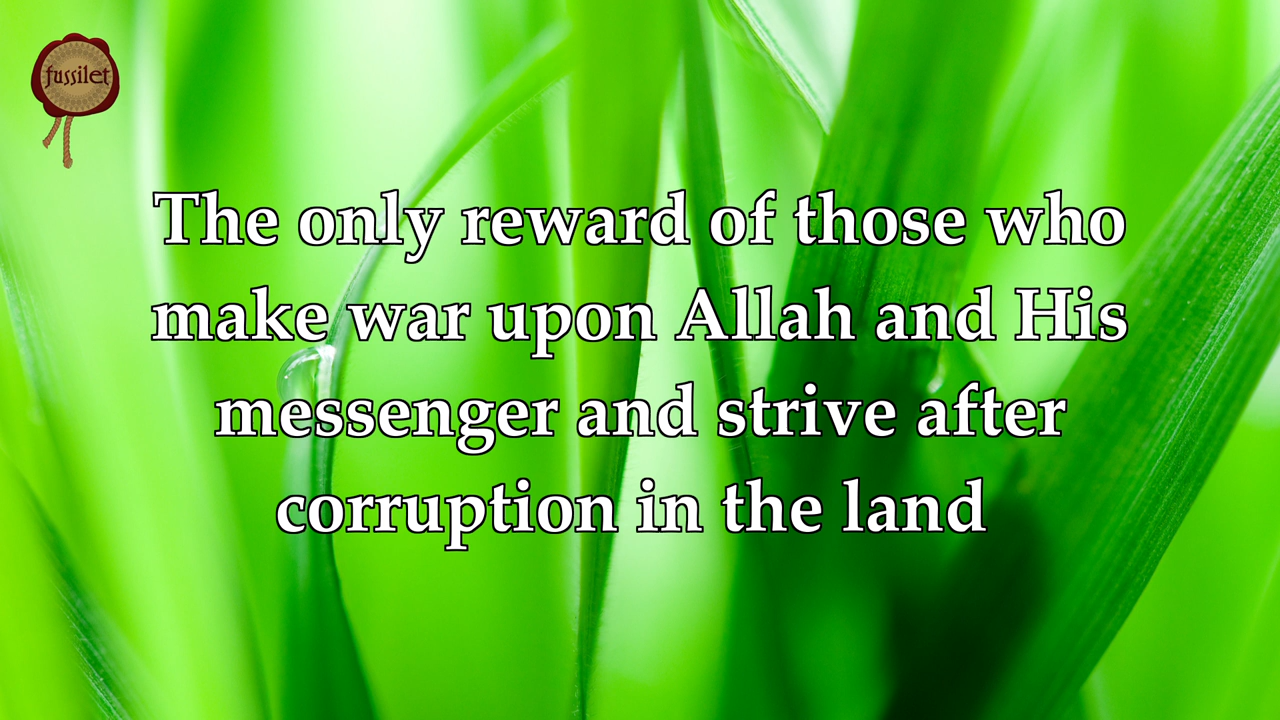 fussilet
The only reward of those who
make war upon Allah and His
messenger and strive after
corruption in the land